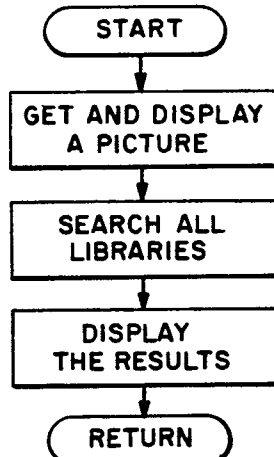 START
GET AND DISPLAY
A PICTURE
SEARCH ALL
LIBRARIES
DISPLAY
THE RESULTS
RETURN